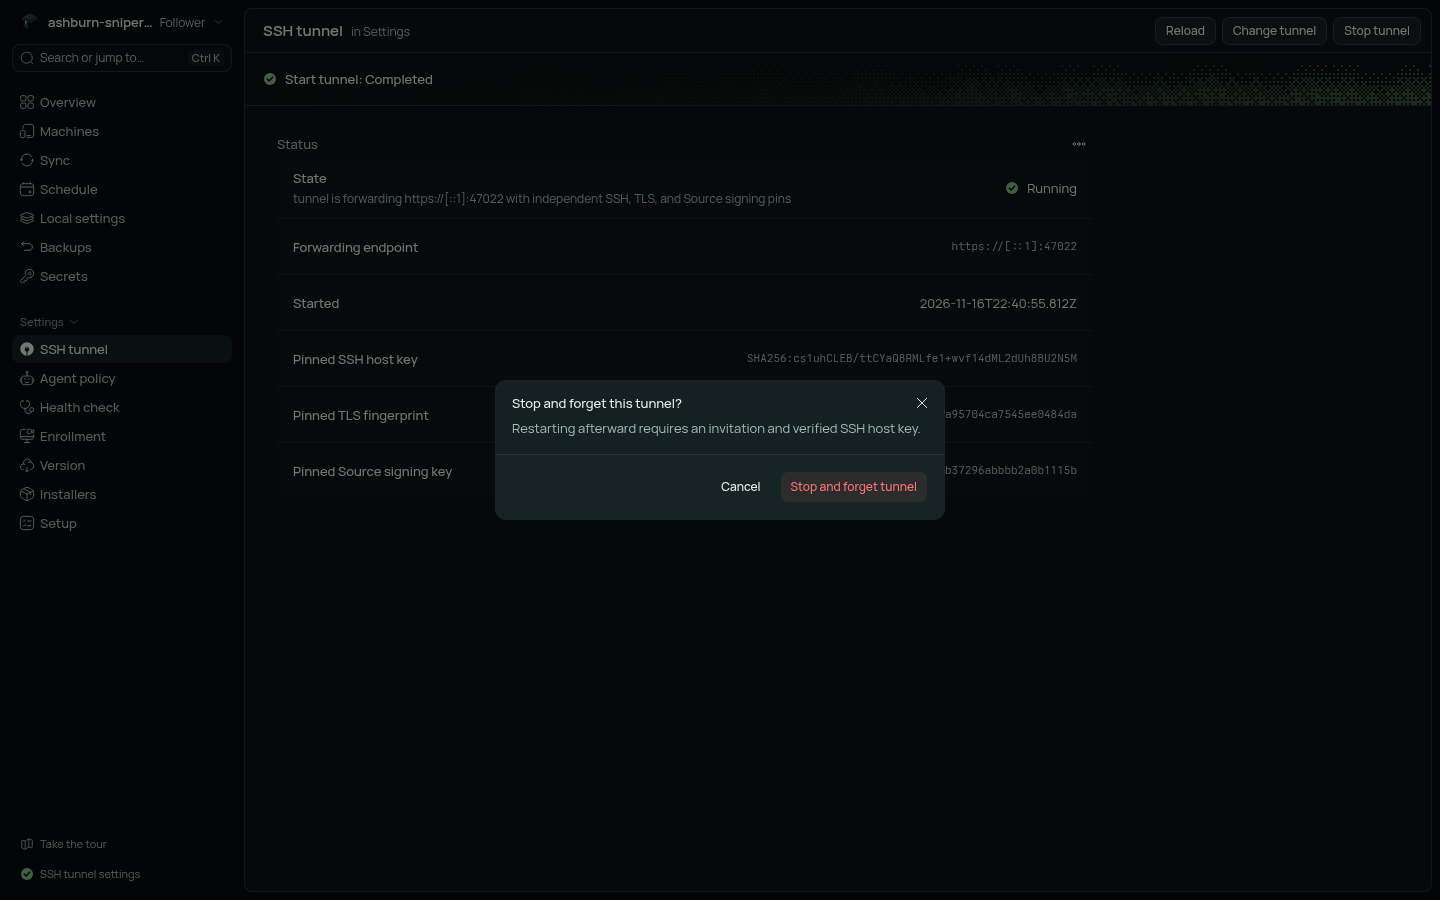 ashburn-sniper... Follower
Search or jump to... Ctrl K
Overview
Machines
Sync
Schedule
Local settings
Backups
Secrets
Settings
SSH tunnel
Agent policy
Health check
Enrollment
Version
Installers
Setup
Take the tour
SSH tunnel settings
SSH tunnel in Settings
Reload Change tunnel Stop tunnel
Start tunnel: Completed
Status
State
tunnel is forwarding https://[::1]:47022 with independent SSH, TLS, and Source signing pins
Running
Forwarding endpoint https://[::1]:47022
Started 2026-11-16T22:40:55.812Z
Pinned SSH host key SHA256:cs1uhCLEB/ttCYaQ8RMLfe1+wvf14dML2dUh8BU2N5M
Pinned TLS fingerprint a95704ca7545ee0484da
Pinned Source signing key b37296abbbb2a0b1115b
Stop and forget this tunnel?
Restarting afterward requires an invitation and verified SSH host key.
Cancel Stop and forget tunnel